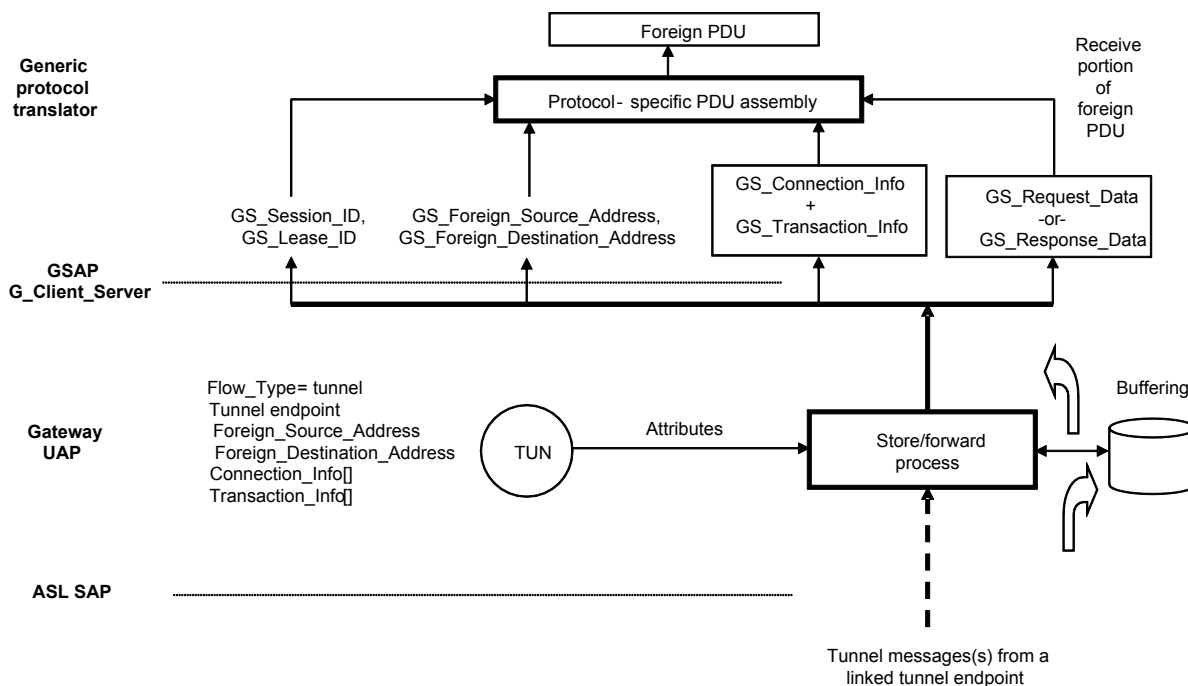 Foreign PDU
Generic
protocol
translator
Protocol- specific PDU assembly
Receive
portion
of
foreign
PDU
GS_Session_ID,
GS_Lease_ID
GS_Foreign_Source_Address,
GS_Foreign_Destination_Address
GS_Connection_Info
+
GS_Transaction_Info
GS_Request_Data
-or-
GS_Response_Data
GSAP
G_Client_Server
Gateway
UAP
Flow_Type= tunnel
Tunnel endpoint
Foreign_Source_Address
Foreign_Destination_Address
Connection_Info[]
Transaction_Info[]
TUN
Attributes
Store/forward
process
Buffering
ASL SAP
Tunnel messages(s) from a
linked tunnel endpoint